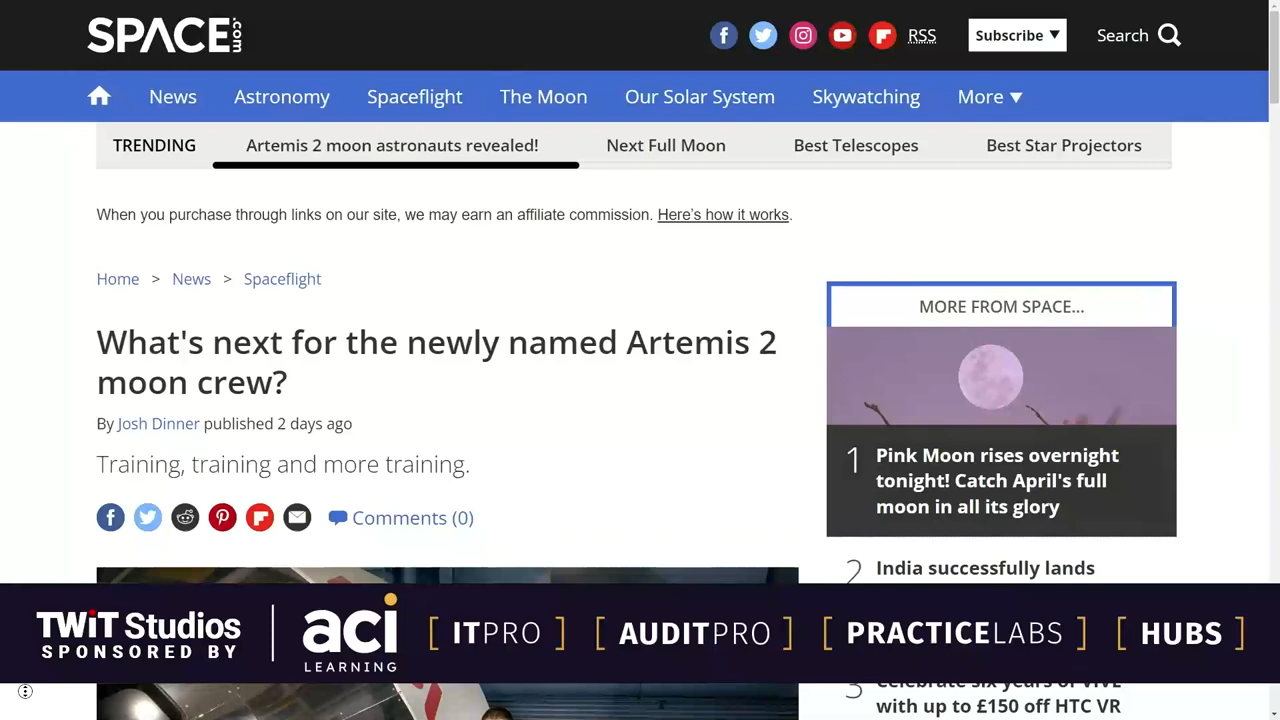 SPACE.com
RSS
Subscribe ▼
Search
News
Astronomy
Spaceflight
The Moon
Our Solar System
Skywatching
More ▼
TRENDING
Artemis 2 moon astronauts revealed!
Next Full Moon
Best Telescopes
Best Star Projectors
When you purchase through links on our site, we may earn an affiliate commission. Here's how it works.
Home > News > Spaceflight
What's next for the newly named Artemis 2
moon crew?
By Josh Dinner published 2 days ago
Training, training and more training.
Comments (0)
MORE FROM SPACE...
1
Pink Moon rises overnight
tonight! Catch April's full
moon in all its glory
2
India successfully lands
TWiT Studios
SPONSORED BY
aci
LEARNING
[ ITPRO ]
[ AUDITPRO ]
[ PRACTICELABS ]
[ HUBS ]
3
Celebrate six years of VIVE
with up to £150 off HTC VR